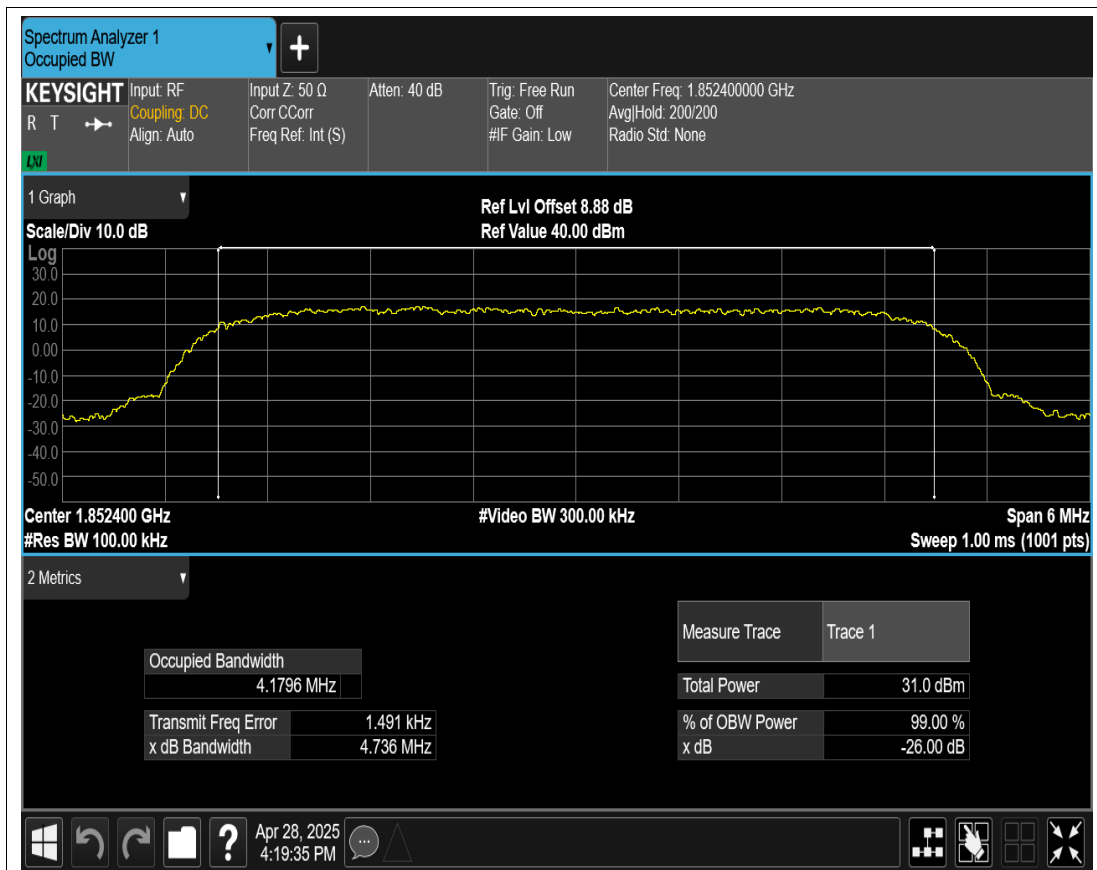 Spectrum Analyzer 1
Occupied BW
KEYSIGHT
R T
LXI
Input: RF
Coupling: DC
Align: Auto
Input Z: 50 Ω
Corr CCorr
Freq Ref: Int (S)
Atten: 40 dB
Trig: Free Run
Gate: Off
#IF Gain: Low
Center Freq: 1.852400000 GHz
Avg|Hold: 200/200
Radio Std: None
1 Graph
Scale/Div 10.0 dB
Ref Lvl Offset 8.88 dB
Ref Value 40.00 dBm
Log
30.0
20.0
10.0
0.00
-10.0
-20.0
-30.0
-40.0
-50.0
Center 1.852400 GHz
#Video BW 300.00 kHz
Span 6 MHz
#Res BW 100.00 kHz
Sweep 1.00 ms (1001 pts)
2 Metrics
Measure Trace Trace 1
Occupied Bandwidth
4.1796 MHz
Total Power 31.0 dBm
Transmit Freq Error 1.491 kHz
% of OBW Power 99.00 %
x dB Bandwidth 4.736 MHz
x dB -26.00 dB
?
Apr 28, 2025
4:19:35 PM